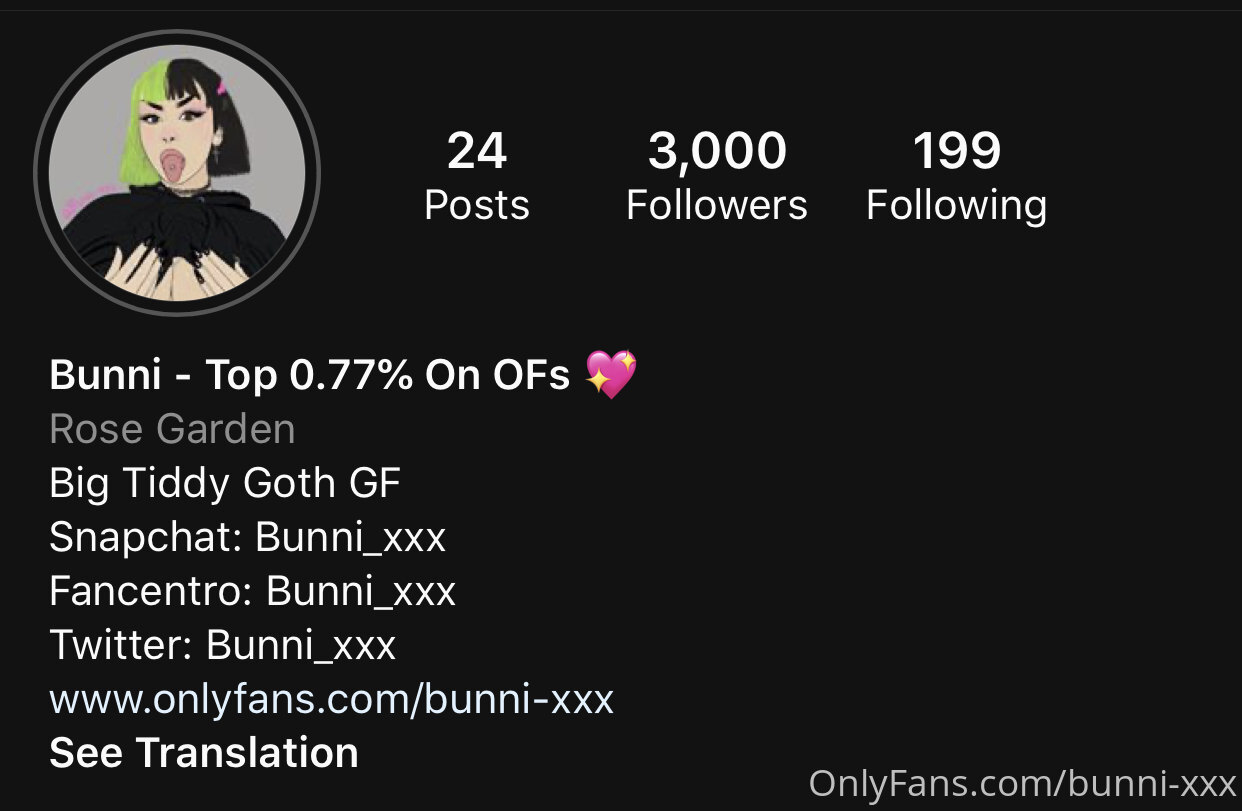 24 3,000 199
Posts Followers Following
Bunni - Top 0.77% On OFs 💖
Rose Garden
Big Tiddy Goth GF
Snapchat: Bunni_xxx
Fancentro: Bunni_xxx
Twitter: Bunni_xxx
www.onlyfans.com/bunni-xxx
See Translation
OnlyFans.com/bunni-xxx